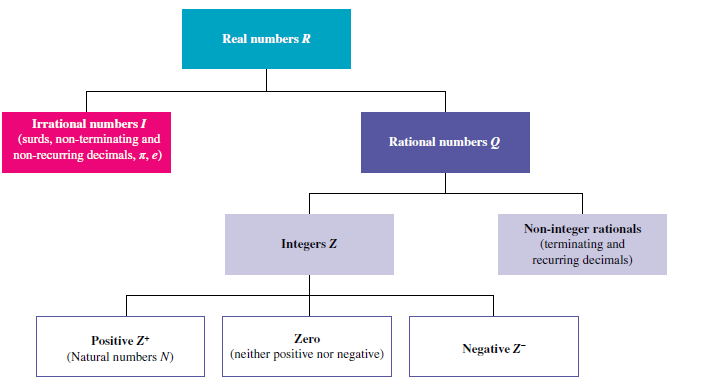 Real numbers R
Irrational numbers I
(surds, non-terminating and
non-recurring decimals, π, e)
Rational numbers Q
Integers Z
Non-integer rationals
(terminating and
recurring decimals)
Positive Z⁺
(Natural numbers N)
Zero
(neither positive nor negative)
Negative Z⁻